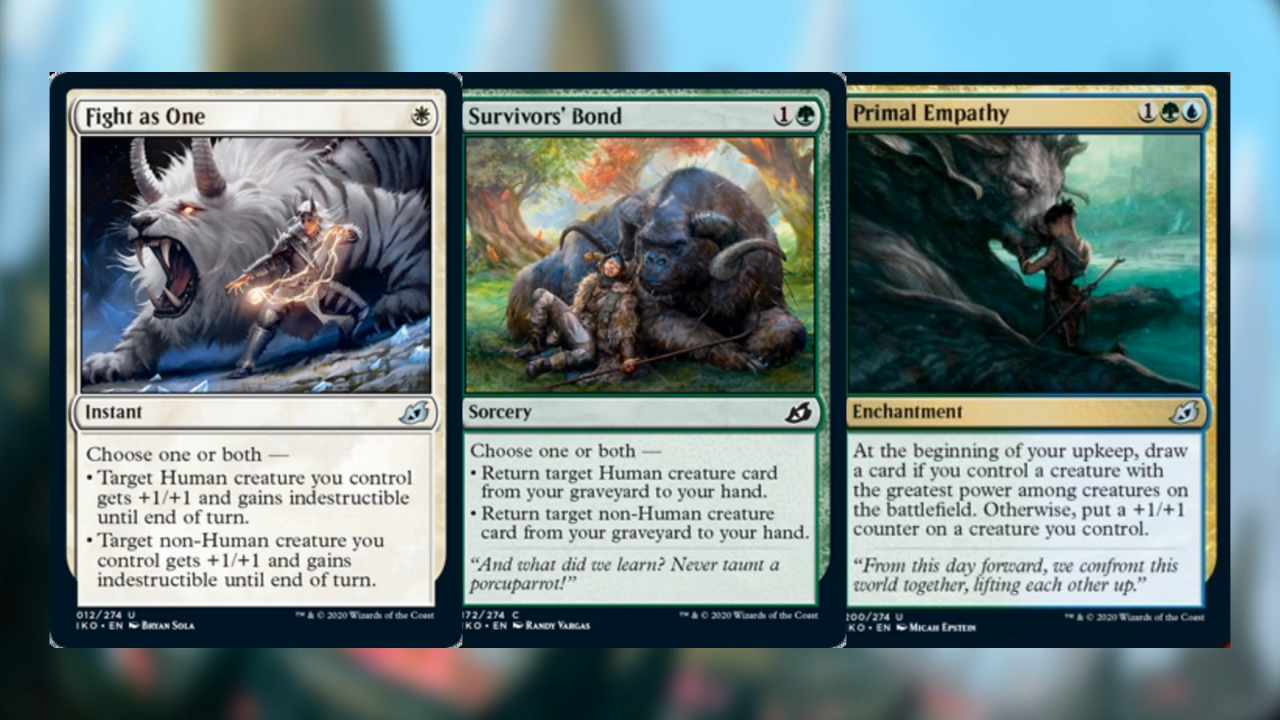 Fight as One
Instant
Choose one or both —
• Target Human creature you control
gets +1/+1 and gains indestructible
until end of turn.
• Target non-Human creature you
control gets +1/+1 and gains
indestructible until end of turn.
012/274 U
™ & © 2020 Wizards of the Coast
IKO • EN Bryan Sola
Survivors' Bond
1
Sorcery
Choose one or both —
• Return target Human creature card
from your graveyard to your hand.
• Return target non-Human creature
card from your graveyard to your hand.
“And what did we learn? Never taunt a
porcuparrot!”
172/274 C
™ & © 2020 Wizards of the Coast
KO • EN Randy Vargas
Primal Empathy
1
Enchantment
At the beginning of your upkeep, draw
a card if you control a creature with
the greatest power among creatures on
the battlefield. Otherwise, put a +1/+1
counter on a creature you control.
“From this day forward, we confront this
world together, lifting each other up.”
200/274 U
™ & © 2020 Wizards of the Coast
KO • EN Micah Epstein